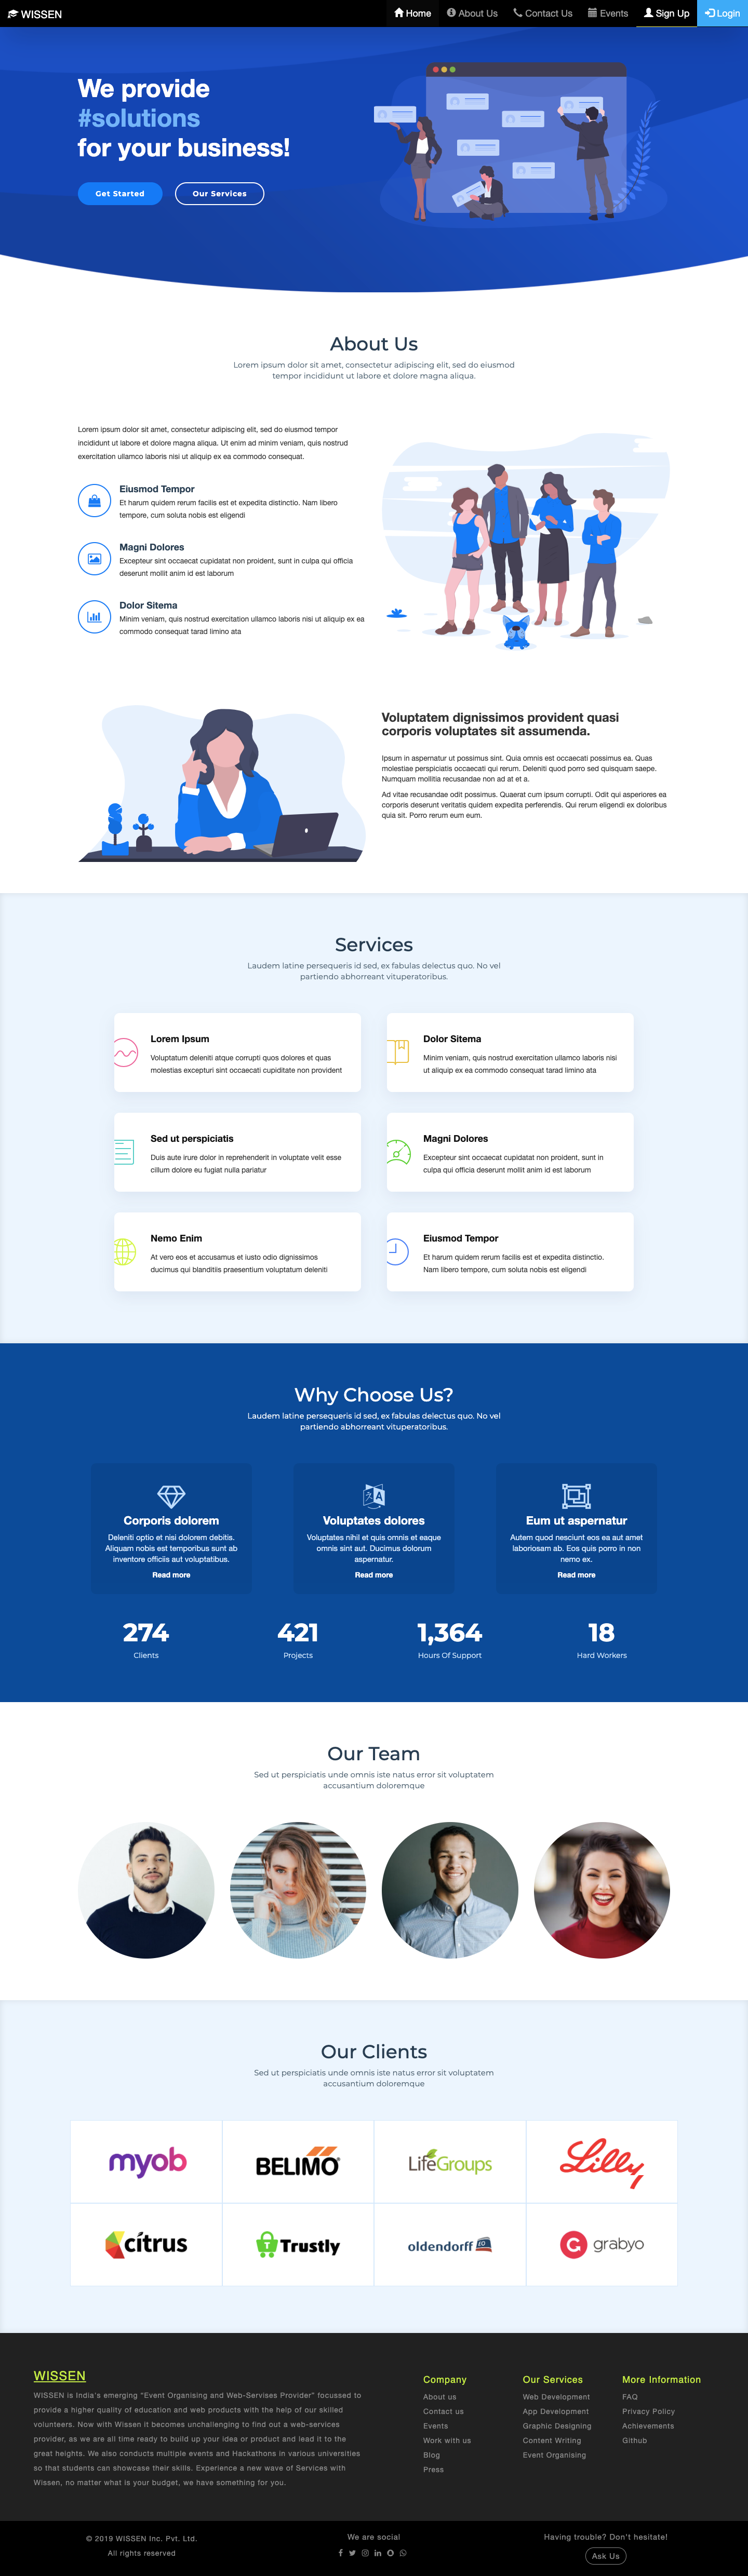 WISSEN
Home About Us Contact Us Events Sign Up Login
We provide
#solutions
for your business!
Get Started Our Services
About Us
Lorem ipsum dolor sit amet, consectetur adipiscing elit, sed do eiusmod
tempor incididunt ut labore et dolore magna aliqua.
Lorem ipsum dolor sit amet, consectetur adipiscing elit, sed do eiusmod tempor
incididunt ut labore et dolore magna aliqua. Ut enim ad minim veniam, quis nostrud
exercitation ullamco laboris nisi ut aliquip ex ea commodo consequat.
Eiusmod Tempor
Et harum quidem rerum facilis est et expedita distinctio. Nam libero
tempore, cum soluta nobis est eligendi
Magni Dolores
Excepteur sint occaecat cupidatat non proident, sunt in culpa qui officia
deserunt mollit anim id est laborum
Dolor Sitema
Minim veniam, quis nostrud exercitation ullamco laboris nisi ut aliquip ex ea
commodo consequat tarad limino ata
Voluptatem dignissimos provident quasi
corporis voluptates sit assumenda.
Ipsum in aspernatur ut possimus sint. Quia omnis est occaecati possimus ea. Quas
molestiae perspiciatis occaecati qui rerum. Deleniti quod porro sed quisquam saepe.
Numquam mollitia recusandae non ad at et a.
Ad vitae recusandae odit possimus. Quaerat cum ipsum corrupti. Odit qui asperiores ea
corporis deserunt veritatis quidem expedita perferendis. Qui rerum eligendi ex doloribus
quia sit. Porro rerum eum eum.
Services
Laudem latine persequeris id sed, ex fabulas delectus quo. No vel
partiendo abhorreant vituperatoribus.
Lorem Ipsum
Voluptatum deleniti atque corrupti quos dolores et quas
molestias excepturi sint occaecati cupiditate non provident
Dolor Sitema
Minim veniam, quis nostrud exercitation ullamco laboris nisi
ut aliquip ex ea commodo consequat tarad limino ata
Sed ut perspiciatis
Duis aute irure dolor in reprehenderit in voluptate velit esse
cillum dolore eu fugiat nulla pariatur
Magni Dolores
Excepteur sint occaecat cupidatat non proident, sunt in
culpa qui officia deserunt mollit anim id est laborum
Nemo Enim
At vero eos et accusamus et iusto odio dignissimos
ducimus qui blanditiis praesentium voluptatum deleniti
Eiusmod Tempor
Et harum quidem rerum facilis est et expedita distinctio.
Nam libero tempore, cum soluta nobis est eligendi
Why Choose Us?
Laudem latine persequeris id sed, ex fabulas delectus quo. No vel
partiendo abhorreant vituperatoribus.
Corporis dolorem
Deleniti optio et nisi dolorem debitis.
Aliquam nobis est temporibus sunt ab
inventore officiis aut voluptatibus.
Read more
Voluptates dolores
Voluptates nihil et quis omnis et eaque
omnis sint aut. Ducimus dolorum
aspernatur.
Read more
Eum ut aspernatur
Autem quod nesciunt eos ea aut amet
laboriosam ab. Eos quis porro in non
nemo ex.
Read more
274 421 1,364 18
Clients Projects Hours Of Support Hard Workers
Our Team
Sed ut perspiciatis unde omnis iste natus error sit voluptatem
accusantium doloremque
Our Clients
Sed ut perspiciatis unde omnis iste natus error sit voluptatem
accusantium doloremque
myob BELIMO LifeGroups Lilly
cítrus Trustly oldendorff grabyo
WISSEN
WISSEN is India's emerging "Event Organising and Web-Servises Provider" focussed to
provide a higher quality of education and web products with the help of our skilled
volunteers. Now with Wissen it becomes unchallenging to find out a web-services
provider, as we are all time ready to build up your idea or product and lead it to the
great heights. We also conducts multiple events and Hackathons in various universities
so that students can showcase their skills. Experience a new wave of Services with
Wissen, no matter what is your budget, we have something for you.
Company
About us
Contact us
Events
Work with us
Blog
Press
Our Services
Web Development
App Development
Graphic Designing
Content Writing
Event Organising
More Information
FAQ
Privacy Policy
Achievements
Github
© 2019 WISSEN Inc. Pvt. Ltd.
All rights reserved
We are social
Having trouble? Don't hesitate!
Ask Us